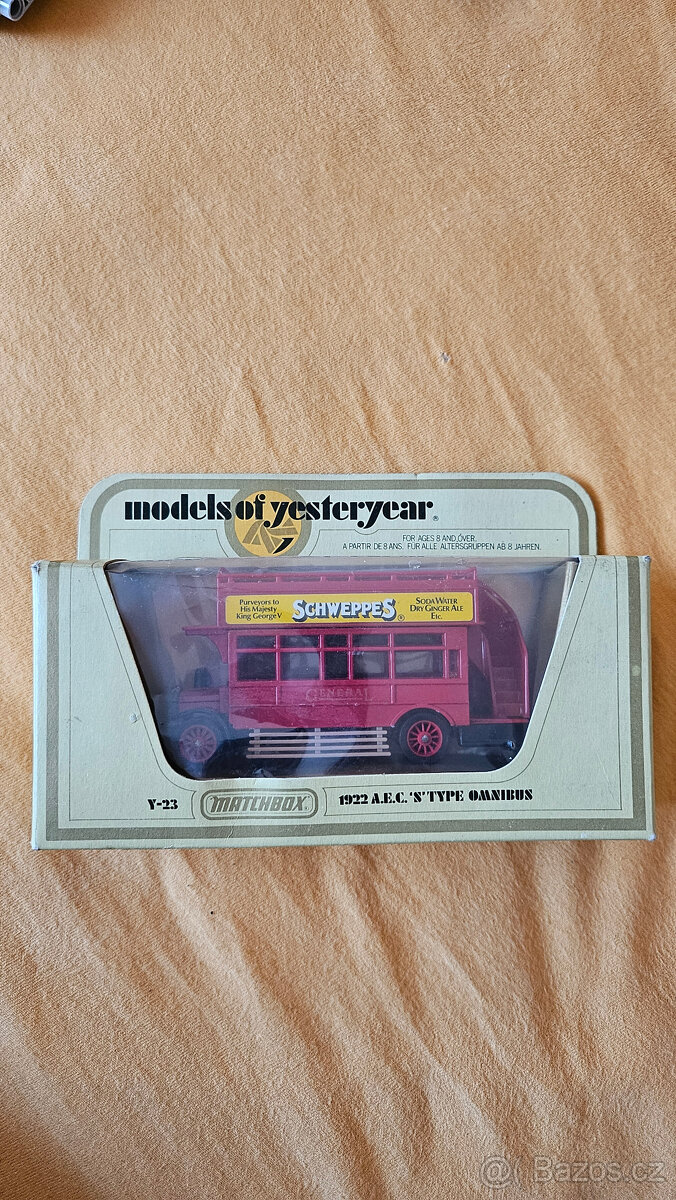 models of yesteryear®
FOR AGES 8 AND OVER.
A PARTIR DE 8 ANS. FÜR ALLE ALTERSGRUPPEN AB 8 JAHREN.
Purveyors to
His Majesty
King George V
SCHWEPPES®
SODA WATER
DRY GINGER ALE
Etc.
GENERAL
Y-23
MATCHBOX®
1922 A.E.C. 'S' TYPE OMNIBUS
@ Bazos.cz